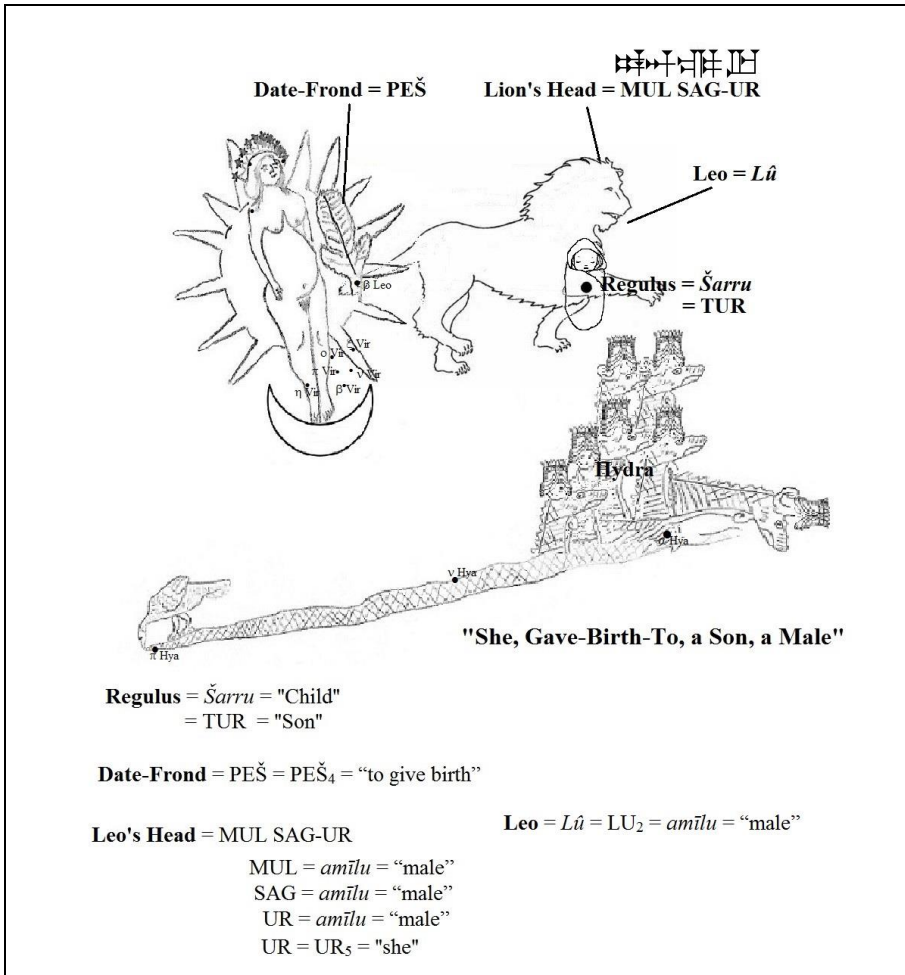 Date-Frond = PEŠ
Lion's Head = MUL SAG-UR
Leo = Lû
β Leo
Regulus = Šarru
= TUR
ξ Vir
ο Vir
π Vir
ν Vir
η Vir
β Vir
Hydra
α Hya
ν Hya
π Hya
"She, Gave-Birth-To, a Son, a Male"
Regulus = Šarru = "Child"
= TUR = "Son"
Date-Frond = PEŠ = PEŠ₄ = “to give birth”
Leo's Head = MUL SAG-UR
Leo = Lû = LU₂ = amīlu = “male”
MUL = amīlu = “male”
SAG = amīlu = “male”
UR = amīlu = “male”
UR = UR₅ = "she"